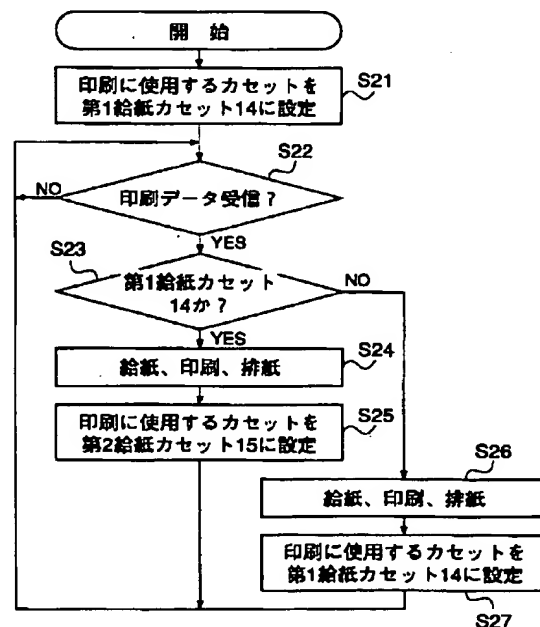 開 始
印刷に使用するカセットを
第1給紙カセット14に設定
S21
S22
印刷データ受信？
NO
YES
S23
第1給紙カセット
14か？
NO
YES
S24
給紙、印刷、排紙
S25
印刷に使用するカセットを
第2給紙カセット15に設定
S26
給紙、印刷、排紙
印刷に使用するカセットを
第1給紙カセット14に設定
S27